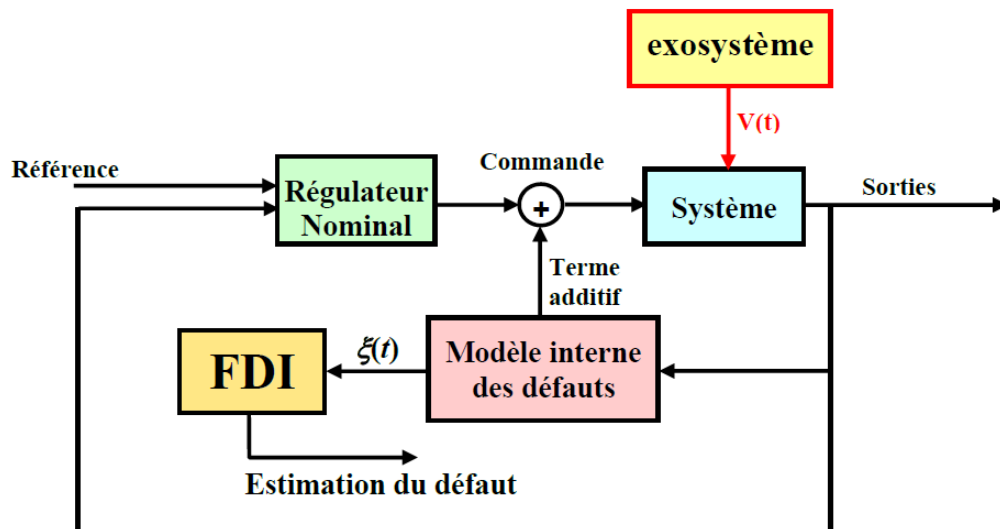 exosystème
V(t)
Référence
Commande
Régulateur
Nominal
+
Système
Sorties
Terme
additif
FDI
ξ(t)
Modèle interne
des défauts
Estimation du défaut